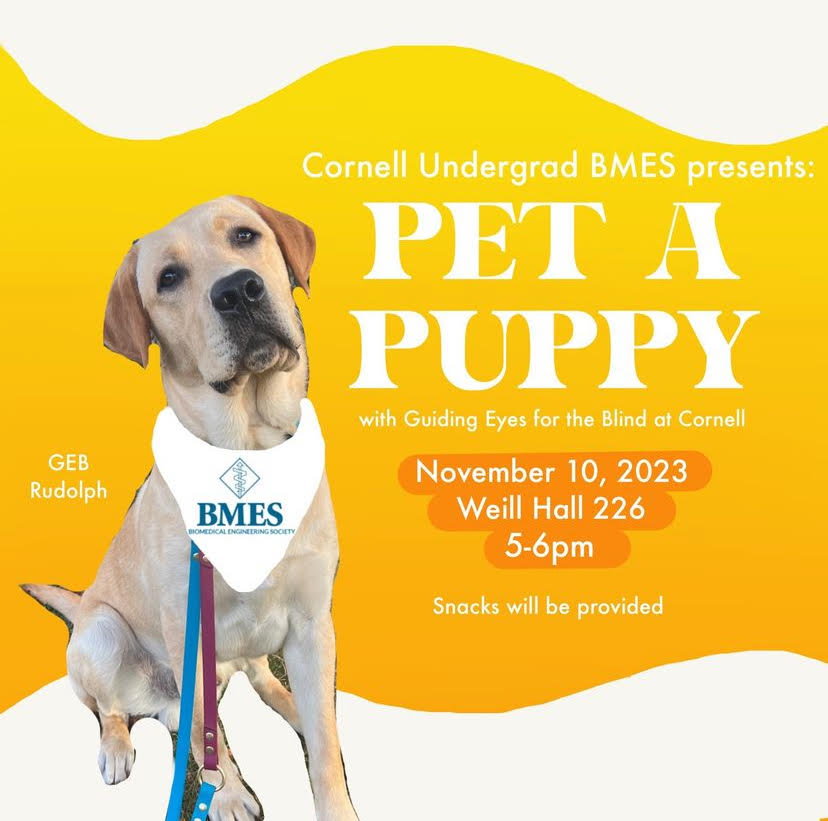 Cornell Undergrad BMES presents:
PET A
PUPPY
with Guiding Eyes for the Blind at Cornell
GEB
Rudolph
November 10, 2023
Weill Hall 226
5-6pm
BMES
BIOMEDICAL ENGINEERING SOCIETY
Snacks will be provided